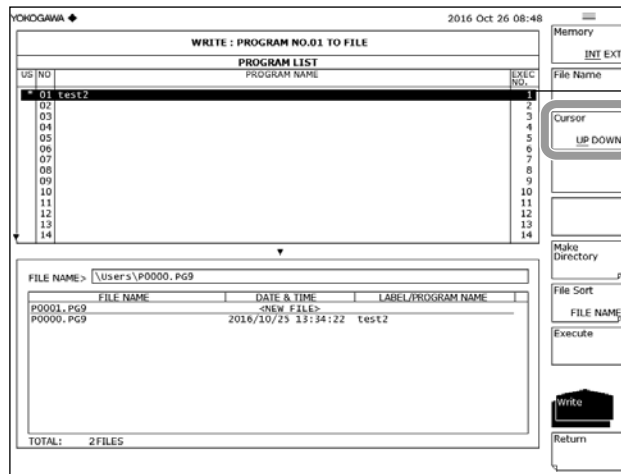 YOKOGAWA ◆ 2016 Oct 26 08:48
WRITE : PROGRAM NO.01 TO FILE
PROGRAM LIST
US NO PROGRAM NAME EXEC NO.
* 01 test2 1
02 2
03 3
04 4
05 5
06 6
07 7
08 8
09 9
10 10
11 11
12 12
13 13
14 14
FILE NAME> \Users\P0000.PG9
FILE NAME DATE & TIME LABEL/PROGRAM NAME
P0001.PG9 <NEW FILE>
P0000.PG9 2016/10/25 13:34:22 test2
TOTAL: 2FILES
Memory
INT EXT
File Name
Cursor
UP DOWN
Make
Directory
File Sort
FILE NAME
Execute
Write
Return